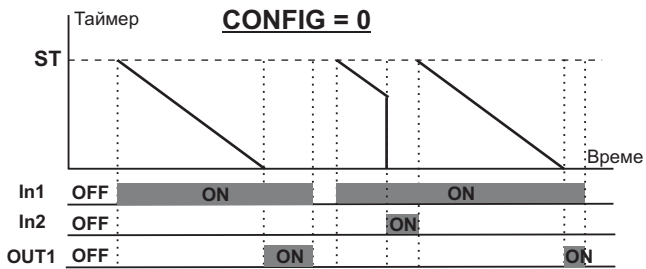 Таймер
CONFIG = 0
ST
Време
In1 OFF ON ON
In2 OFF ON
OUT1 OFF ON ON